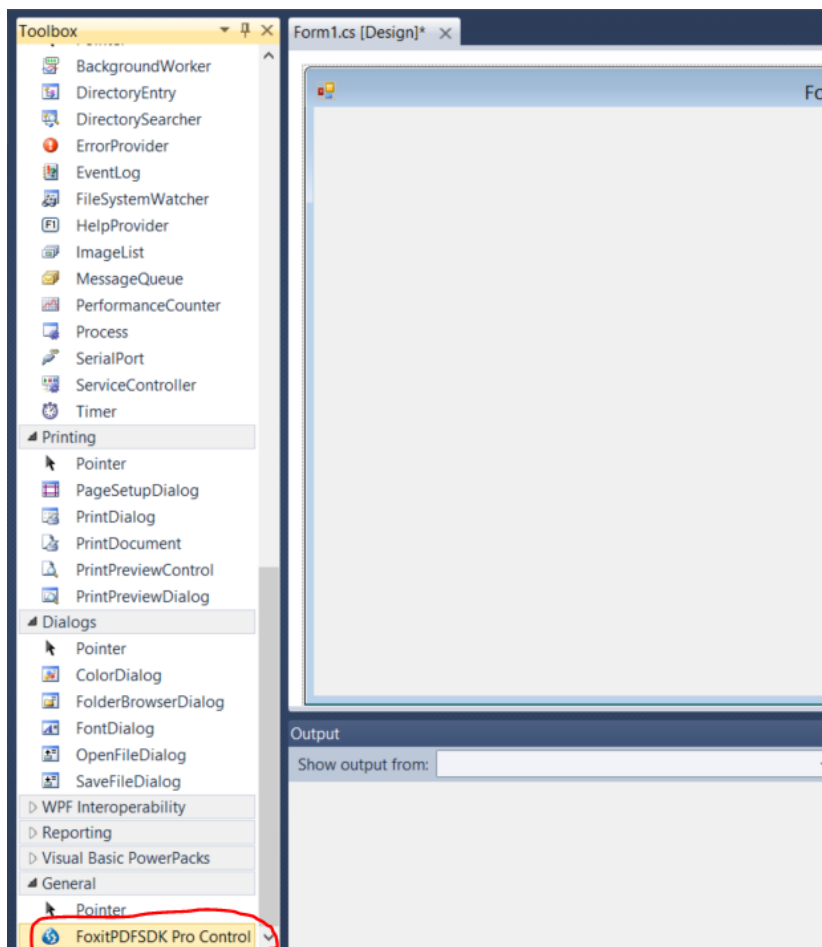 Toolbox
Form1.cs [Design]*
BackgroundWorker
DirectoryEntry
DirectorySearcher
ErrorProvider
EventLog
FileSystemWatcher
HelpProvider
ImageList
MessageQueue
PerformanceCounter
Process
SerialPort
ServiceController
Timer
Printing
Pointer
PageSetupDialog
PrintDialog
PrintDocument
PrintPreviewControl
PrintPreviewDialog
Dialogs
Pointer
ColorDialog
FolderBrowserDialog
FontDialog
OpenFileDialog
SaveFileDialog
WPF Interoperability
Reporting
Visual Basic PowerPacks
General
Pointer
FoxitPDFSDK Pro Control
Fo
Output
Show output from: